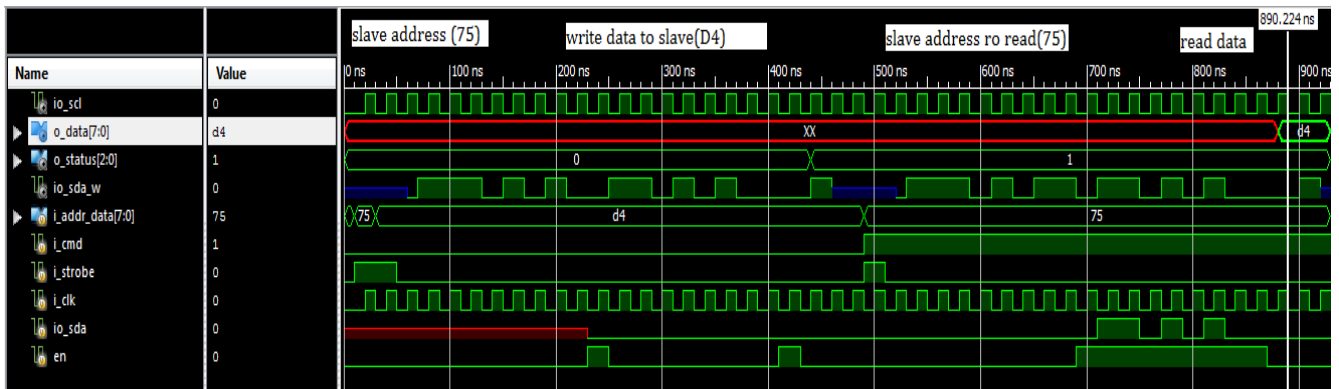 890.224 ns
slave address (75) write data to slave(D4) slave address ro read(75) read data
Name Value 0 ns 100 ns 200 ns 300 ns 400 ns 500 ns 600 ns 700 ns 800 ns 900 ns
io_scl 0
o_data[7:0] d4 XX d4
o_status[2:0] 1 0 1
io_sda_w 0
i_addr_data[7:0] 75 75 d4 75
i_cmd 1
i_strobe 0
i_clk 0
io_sda 0
en 0